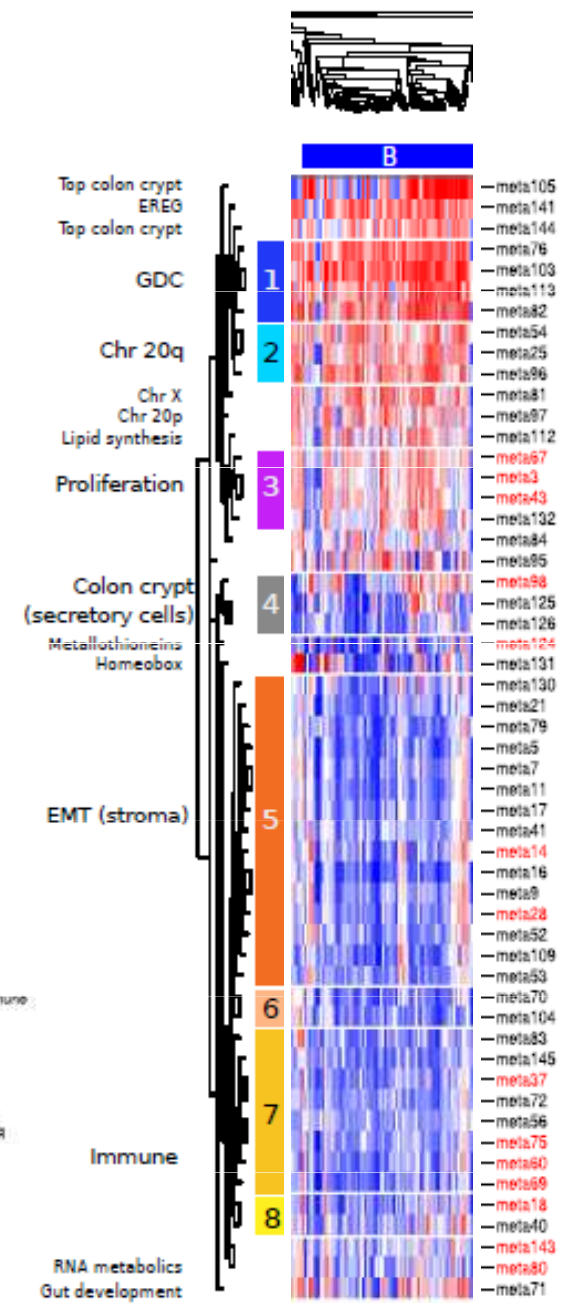 B
Top colon crypt
meta105
EREG
meta141
Top colon crypt
meta144
meta76
GDC
1
meta103
meta113
meta82
meta54
Chr 20q
2
meta25
meta96
Chr X
meta81
Chr 20p
meta97
Lipid synthesis
meta112
meta67
Proliferation
3
meta3
meta43
meta132
meta84
meta95
Colon crypt
meta98
(secretory cells)
4
meta125
meta126
Metallothioneins
meta124
Homeobox
meta131
meta130
meta21
meta79
meta5
meta7
meta11
EMT (stroma)
5
meta17
meta41
meta14
meta16
meta9
meta28
meta52
meta109
meta53
6
meta70
meta104
meta83
meta145
meta37
meta72
7
meta56
meta75
Immune
meta60
meta69
8
meta18
meta40
meta143
RNA metabolics
meta80
Gut development
meta71